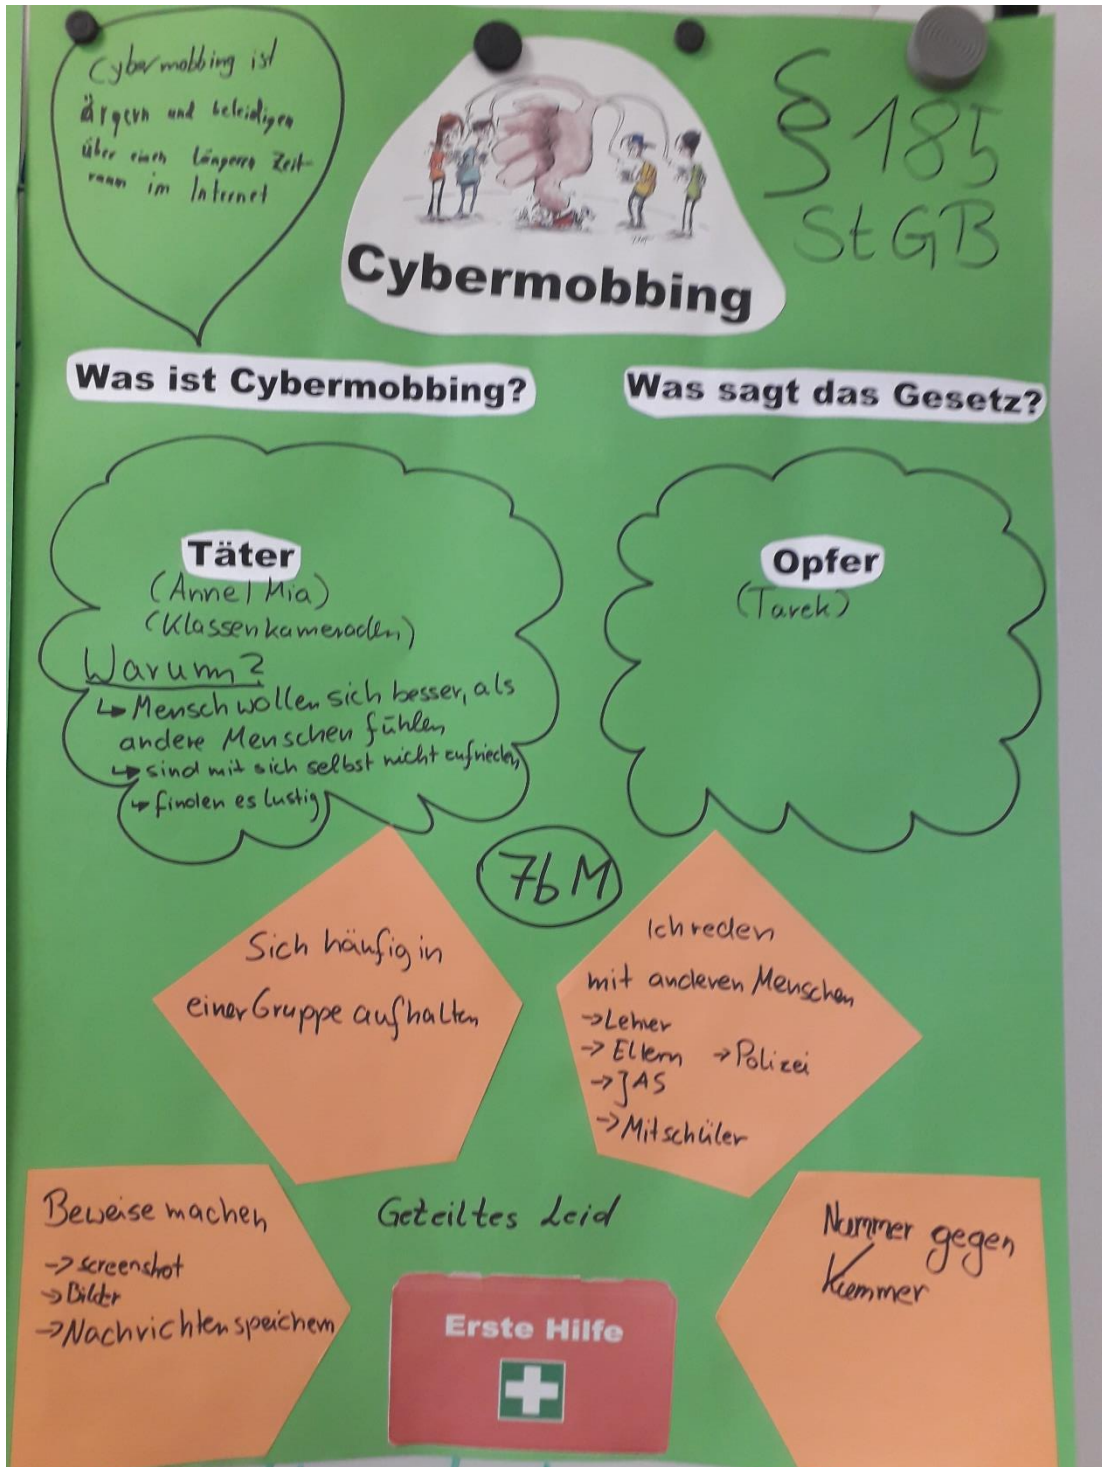 Cybermobbing ist
ärgern und beleidigen
über einen längeren Zeit-
raum im Internet
Cybermobbing
§ 185
StGB
Was ist Cybermobbing?
Was sagt das Gesetz?
Täter
(Anne/Mia)
(Klassenkameraden)
Warum?
↳ Mensch wollen sich besser, als
andere Menschen fühlen
↳ sind mit sich selbst nicht zufrieden,
↳ finden es lustig
Opfer
(Tarek)
7bM
Sich häufig in
einer Gruppe aufhalten
Ich reden
mit anderen Menschen
→ Lehrer
→ Eltern → Polizei
→ JAS
→ Mitschüler
Beweise machen
→ screenshot
→ Bilder
→ Nachrichten speichern
Geteiltes Leid
Erste Hilfe
Nummer gegen
Kummer